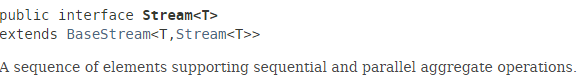 public interface Stream<T>
extends BaseStream<T,Stream<T>>
A sequence of elements supporting sequential and parallel aggregate operations.